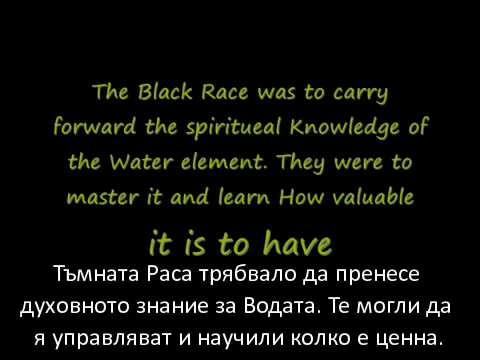 The Black Race was to carry
forward the spiritueal Knowledge of
the Water element. They were to
master it and learn How valuable
it is to have
Тъмната Раса трябвало да пренесе
духовното знание за Водата. Те могли да
я управляват и научили колко е ценна.